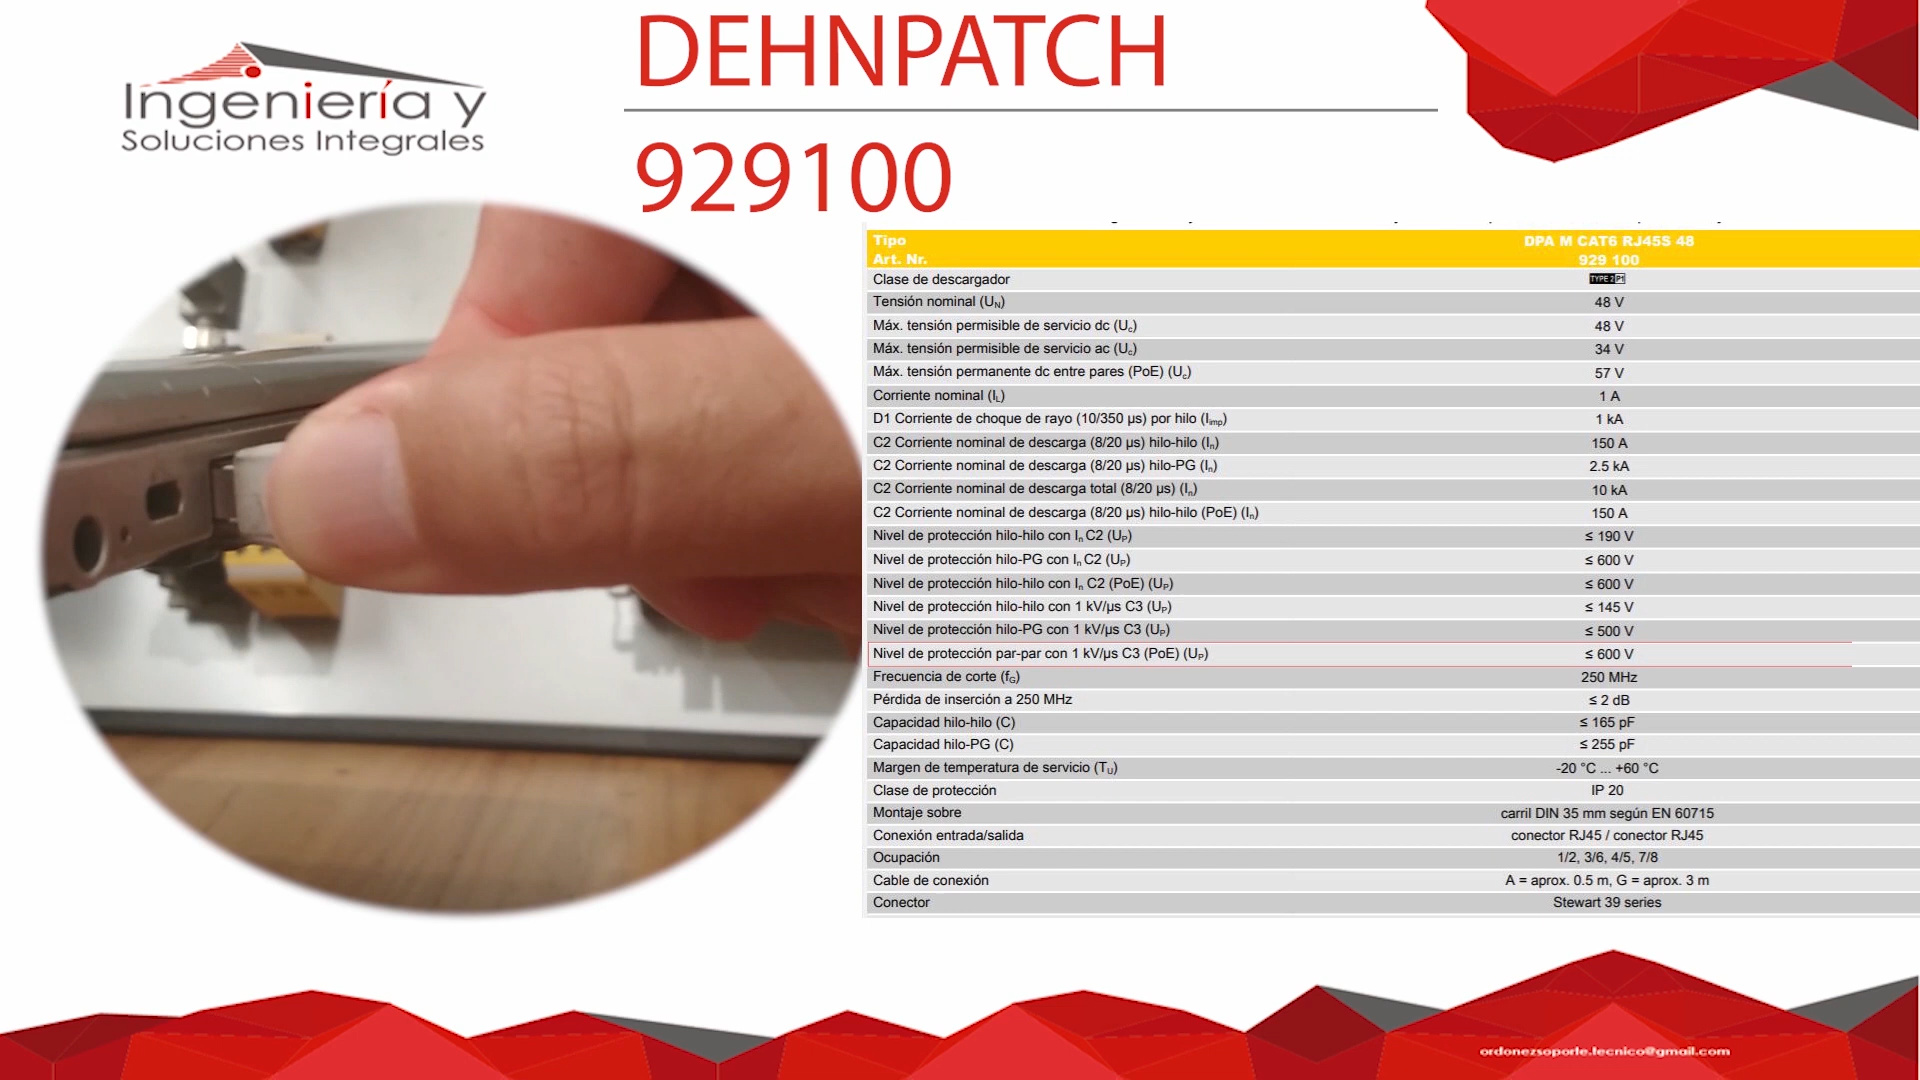 Ingeniería y
Soluciones Integrales
DEHNPATCH
929100
Tipo DPA M CAT6 RJ45S 48
Art. Nr. 929 100
Clase de descargador TYPE 2 P1
Tensión nominal (UN) 48 V
Máx. tensión permisible de servicio dc (Uc) 48 V
Máx. tensión permisible de servicio ac (Uc) 34 V
Máx. tensión permanente dc entre pares (PoE) (Uc) 57 V
Corriente nominal (IL) 1 A
D1 Corriente de choque de rayo (10/350 µs) por hilo (Iimp) 1 kA
C2 Corriente nominal de descarga (8/20 µs) hilo-hilo (In) 150 A
C2 Corriente nominal de descarga (8/20 µs) hilo-PG (In) 2.5 kA
C2 Corriente nominal de descarga total (8/20 µs) (In) 10 kA
C2 Corriente nominal de descarga (8/20 µs) hilo-hilo (PoE) (In) 150 A
Nivel de protección hilo-hilo con In C2 (UP) ≤ 190 V
Nivel de protección hilo-PG con In C2 (UP) ≤ 600 V
Nivel de protección hilo-hilo con In C2 (PoE) (UP) ≤ 600 V
Nivel de protección hilo-hilo con 1 kV/µs C3 (UP) ≤ 145 V
Nivel de protección hilo-PG con 1 kV/µs C3 (UP) ≤ 500 V
Nivel de protección par-par con 1 kV/µs C3 (PoE) (UP) ≤ 600 V
Frecuencia de corte (fG) 250 MHz
Pérdida de inserción a 250 MHz ≤ 2 dB
Capacidad hilo-hilo (C) ≤ 165 pF
Capacidad hilo-PG (C) ≤ 255 pF
Margen de temperatura de servicio (TU) -20 °C ... +60 °C
Clase de protección IP 20
Montaje sobre carril DIN 35 mm según EN 60715
Conexión entrada/salida conector RJ45 / conector RJ45
Ocupación 1/2, 3/6, 4/5, 7/8
Cable de conexión A = aprox. 0.5 m, G = aprox. 3 m
Conector Stewart 39 series
ordonezsoporte.tecnico@gmail.com